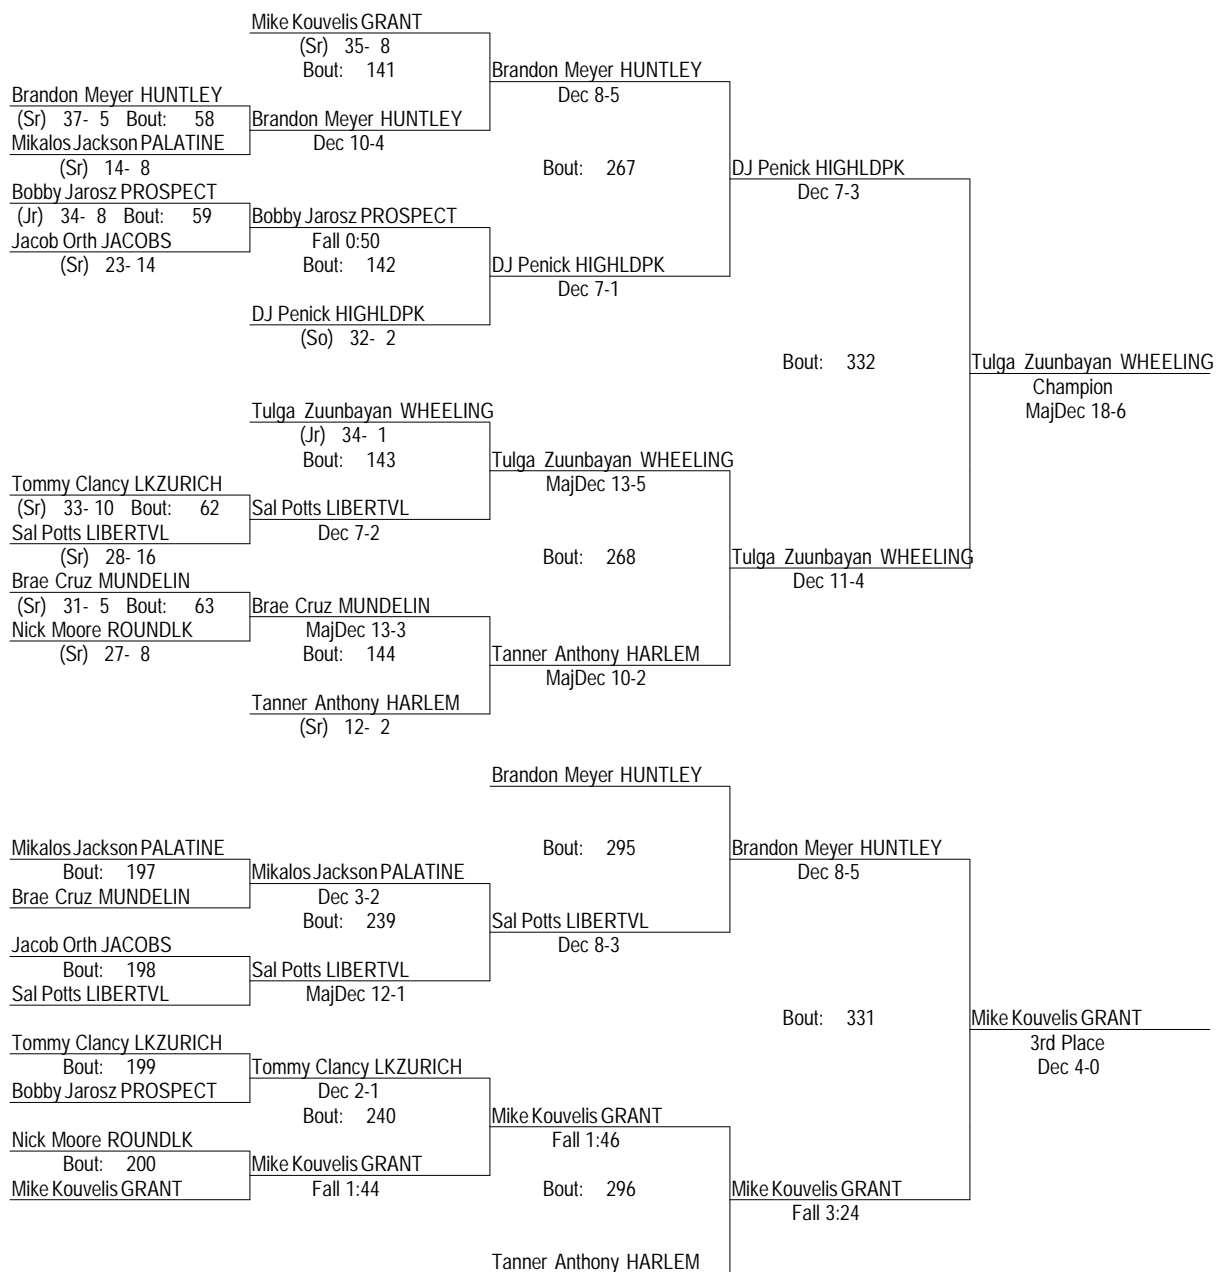 Mike Kouvelis GRANT
(Sr) 35- 8
Bout: 141
Brandon Meyer HUNTLEY
Dec 8-5
Brandon Meyer HUNTLEY
(Sr) 37- 5 Bout: 58
Mikalos Jackson PALATINE
(Sr) 14- 8
Brandon Meyer HUNTLEY
Dec 10-4
Bout: 267
DJ Penick HIGHLDPK
Dec 7-3
Bobby Jarosz PROSPECT
(Jr) 34- 8 Bout: 59
Jacob Orth JACOBS
(Sr) 23- 14
Bobby Jarosz PROSPECT
Fall 0:50
Bout: 142
DJ Penick HIGHLDPK
Dec 7-1
DJ Penick HIGHLDPK
(So) 32- 2
Bout: 332
Tulga Zuunbayan WHEELING
Champion
MajDec 18-6
Tulga Zuunbayan WHEELING
(Jr) 34- 1
Bout: 143
Tulga Zuunbayan WHEELING
MajDec 13-5
Tommy Clancy LKZURICH
(Sr) 33- 10 Bout: 62
Sal Potts LIBERTVL
(Sr) 28- 16
Sal Potts LIBERTVL
Dec 7-2
Bout: 268
Tulga Zuunbayan WHEELING
Dec 11-4
Brae Cruz MUNDELIN
(Sr) 31- 5 Bout: 63
Nick Moore ROUNDLK
(Sr) 27- 8
Brae Cruz MUNDELIN
MajDec 13-3
Bout: 144
Tanner Anthony HARLEM
MajDec 10-2
Tanner Anthony HARLEM
(Sr) 12- 2
Brandon Meyer HUNTLEY
Bout: 295
Brandon Meyer HUNTLEY
Dec 8-5
Mikalos Jackson PALATINE
Bout: 197
Brae Cruz MUNDELIN
Mikalos Jackson PALATINE
Dec 3-2
Bout: 239
Sal Potts LIBERTVL
Dec 8-3
Jacob Orth JACOBS
Bout: 198
Sal Potts LIBERTVL
Sal Potts LIBERTVL
MajDec 12-1
Bout: 331
Mike Kouvelis GRANT
3rd Place
Dec 4-0
Tommy Clancy LKZURICH
Bout: 199
Bobby Jarosz PROSPECT
Tommy Clancy LKZURICH
Dec 2-1
Bout: 240
Mike Kouvelis GRANT
Fall 1:46
Nick Moore ROUNDLK
Bout: 200
Mike Kouvelis GRANT
Mike Kouvelis GRANT
Fall 1:44
Bout: 296
Mike Kouvelis GRANT
Fall 3:24
Tanner Anthony HARLEM